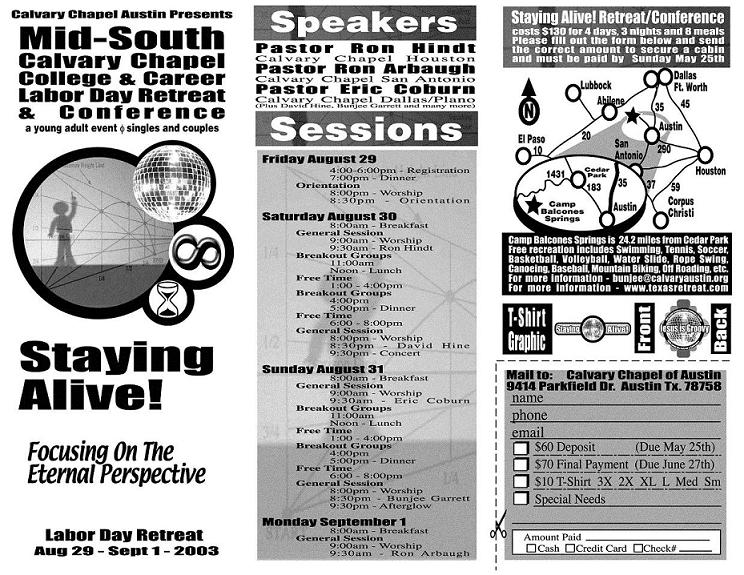 Calvary Chapel Austin Presents
Mid-South
Calvary Chapel
College & Career
Labor Day Retreat
& Conference
a young adult event ϕ singles and couples
Staying
Alive!
Focusing On The
Eternal Perspective
Labor Day Retreat
Aug 29 - Sept 1 - 2003
Speakers
Pastor Ron Hindt
Calvary Chapel Houston
Pastor Ron Arbaugh
Calvary Chapel San Antonio
Pastor Eric Coburn
Calvary Chapel Dallas/Plano
(Plus David Hine, Bunjee Garrett and many more)
Sessions
Friday August 29
4:00-6:00pm - Registration
7:00pm - Dinner
Orientation
8:00pm - Worship
8:30pm - Orientation
Saturday August 30
8:00am - Breakfast
General Session
9:00am - Worship
9:30am - Ron Hindt
Breakout Groups
11:00am
Noon - Lunch
Free Time
1:00 - 4:00pm
Breakout Groups
4:00pm
5:00pm - Dinner
Free Time
6:00 - 8:00pm
General Session
8:00pm - Worship
8:30pm - David Hine
9:30pm - Concert
Sunday August 31
8:00am - Breakfast
General Session
9:00am - Worship
9:30am - Eric Coburn
Breakout Groups
11:00am
Noon - Lunch
Free Time
1:00 - 4:00pm
Breakout Groups
4:00pm
5:00pm - Dinner
Free Time
6:00 - 8:00pm
General Session
8:00pm - Worship
8:30pm - Bunjee Garrett
9:30pm - Afterglow
Monday September 1
8:00am - Breakfast
General Session
9:00am - Worship
9:30am - Ron Arbaugh
Staying Alive! Retreat/Conference
costs $130 for 4 days, 3 nights and 8 meals
Please fill out the form below and send
the correct amount to secure a cabin
and must be paid by Sunday May 25th
N
Lubbock
Dallas
Ft. Worth
Abilene
35
45
20
Austin
El Paso
10
San
Antonio
290
Houston
Cedar
Park
1431
183
35
37
59
Camp
Balcones
Springs
Austin
Corpus
Christi
Camp Balcones Springs is 24.2 miles from Cedar Park
Free recreation includes Swimming, Tennis, Soccer,
Basketball, Volleyball, Water Slide, Rope Swing,
Canoeing, Baseball, Mountain Biking, Off Roading, etc.
For more Information - bunjee@calvaryaustin.org
For more information - www.texasretreat.com
T-Shirt
Graphic
Staying Alive!
Front
Jesus is Groovy
Back
Mail to: Calvary Chapel of Austin
9414 Parkfield Dr. Austin Tx. 78758
name
phone
email
$60 Deposit (Due May 25th)
$70 Final Payment (Due June 27th)
$10 T-Shirt 3X 2X XL L Med Sm
Special Needs
Amount Paid
Cash Credit Card Check#